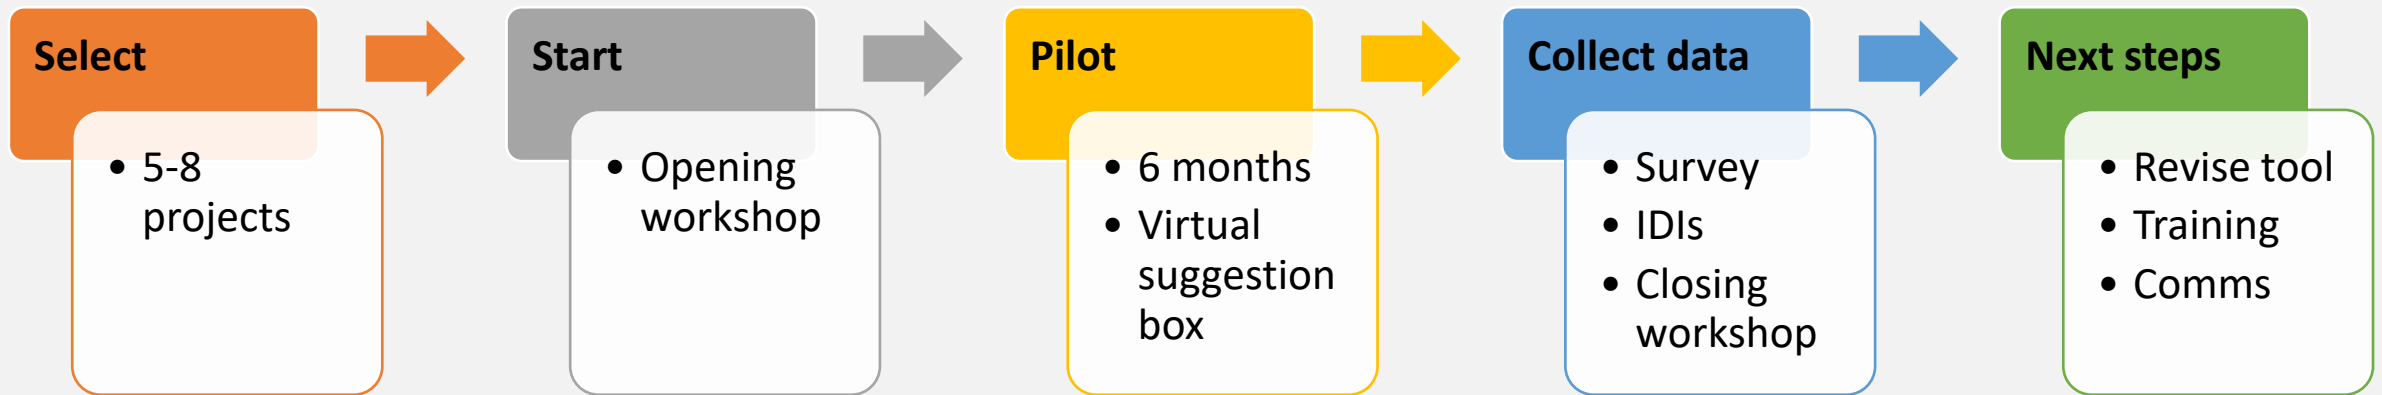 Select
• 5-8
projects
Start
• Opening
workshop
Pilot
• 6 months
• Virtual
suggestion
box
Collect data
• Survey
• IDIs
• Closing
workshop
Next steps
• Revise tool
• Training
• Comms